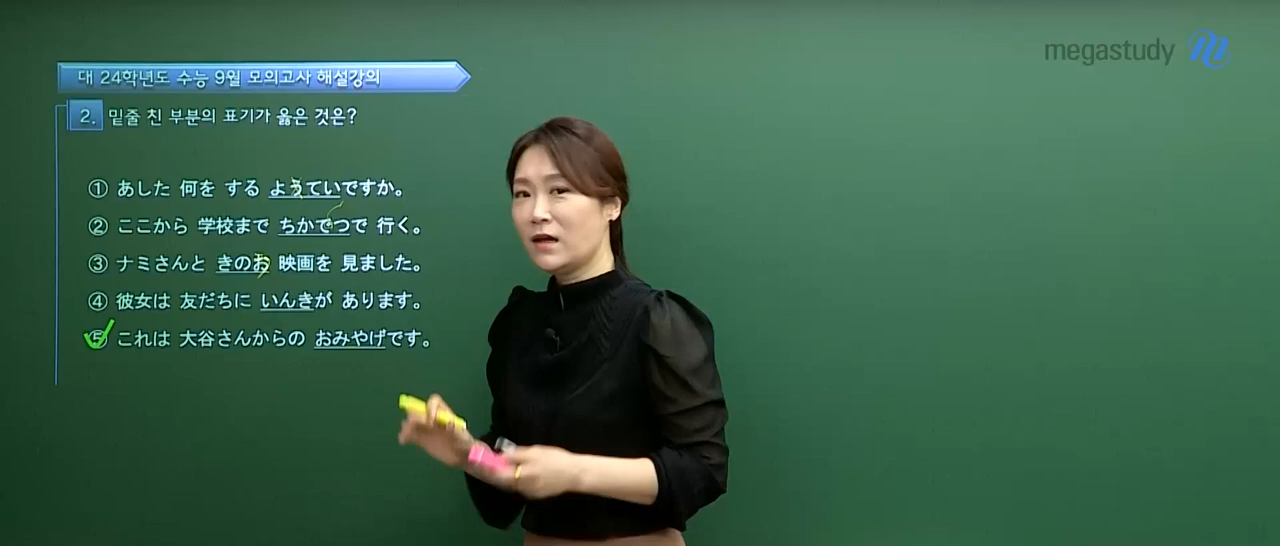 megastudy
대 24학년도 수능 9월 모의고사 해설강의
2. 밑줄 친 부분의 표기가 옳은 것은?
① あした 何を する ようていですか。
② ここから 学校まで ちかでつで 行く。
③ ナミさんと きのお 映画を 見ました。
④ 彼女は 友だちに いんきが あります。
⑤ これは 大谷さんからの おみやげです。